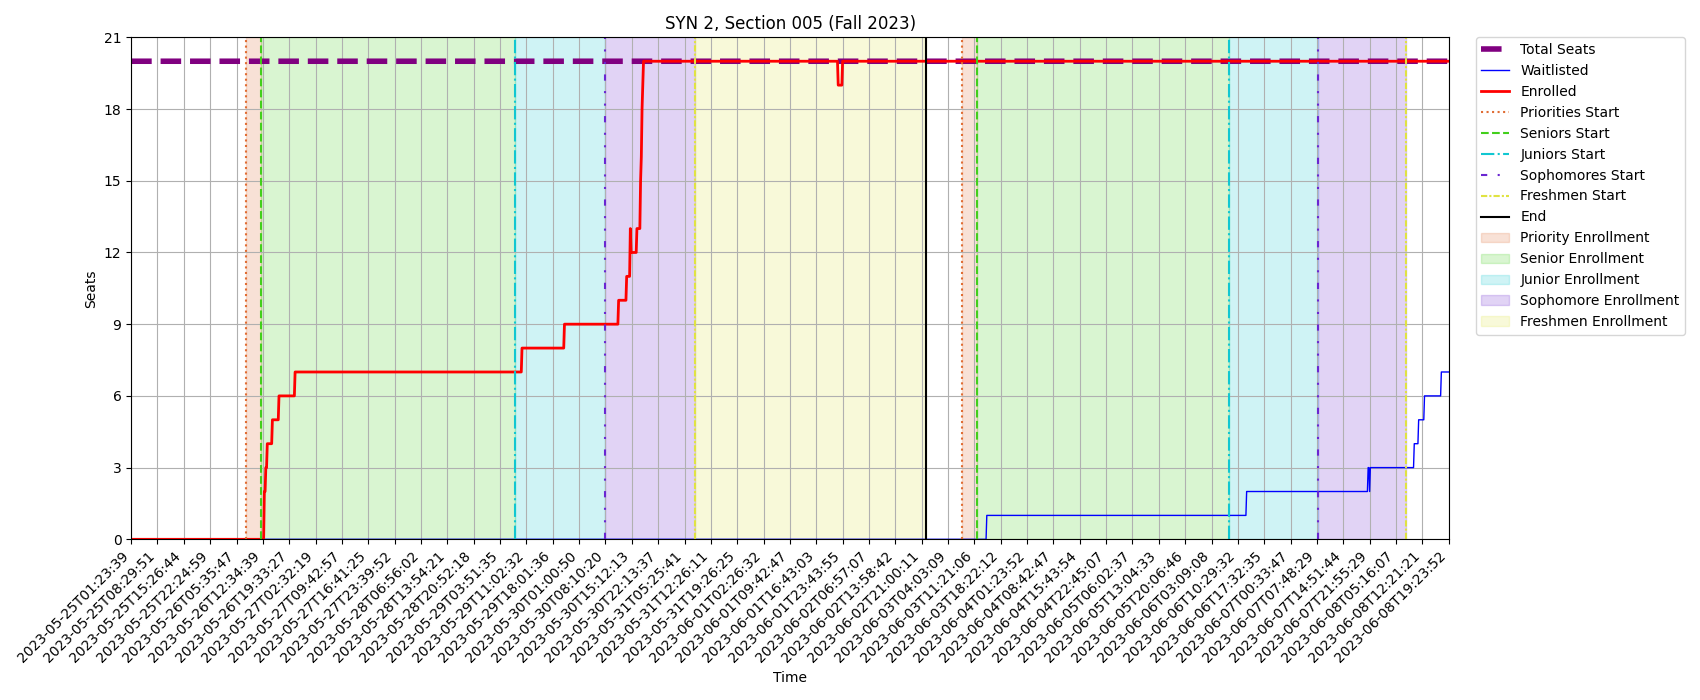 SYN 2, Section 005 (Fall 2023)
21
18
15
12
9
6
3
0
Seats
2023-05-25T01:23:39
2023-05-25T08:29:51
2023-05-25T15:26:44
2023-05-25T22:24:59
2023-05-26T05:35:47
2023-05-26T12:34:39
2023-05-26T19:33:27
2023-05-27T02:32:19
2023-05-27T09:42:57
2023-05-27T16:41:25
2023-05-27T23:39:52
2023-05-28T06:56:02
2023-05-28T13:54:21
2023-05-28T20:52:18
2023-05-29T03:51:35
2023-05-29T11:02:32
2023-05-29T18:01:36
2023-05-30T01:00:50
2023-05-30T08:10:20
2023-05-30T15:12:13
2023-05-30T22:13:37
2023-05-31T05:25:41
2023-05-31T12:26:11
2023-05-31T19:26:25
2023-06-01T02:26:32
2023-06-01T09:42:47
2023-06-01T16:43:03
2023-06-01T23:43:55
2023-06-02T06:57:07
2023-06-02T13:58:42
2023-06-02T21:00:11
2023-06-03T04:03:09
2023-06-03T11:21:06
2023-06-03T18:22:12
2023-06-04T01:23:52
2023-06-04T08:42:47
2023-06-04T15:43:54
2023-06-04T22:45:07
2023-06-05T06:02:37
2023-06-05T13:04:33
2023-06-05T20:06:46
2023-06-06T03:09:08
2023-06-06T10:29:32
2023-06-06T17:32:35
2023-06-07T00:33:47
2023-06-07T07:48:29
2023-06-07T14:51:44
2023-06-07T21:55:29
2023-06-08T05:16:07
2023-06-08T12:21:21
2023-06-08T19:23:52
Time
Total Seats
Waitlisted
Enrolled
Priorities Start
Seniors Start
Juniors Start
Sophomores Start
Freshmen Start
End
Priority Enrollment
Senior Enrollment
Junior Enrollment
Sophomore Enrollment
Freshmen Enrollment